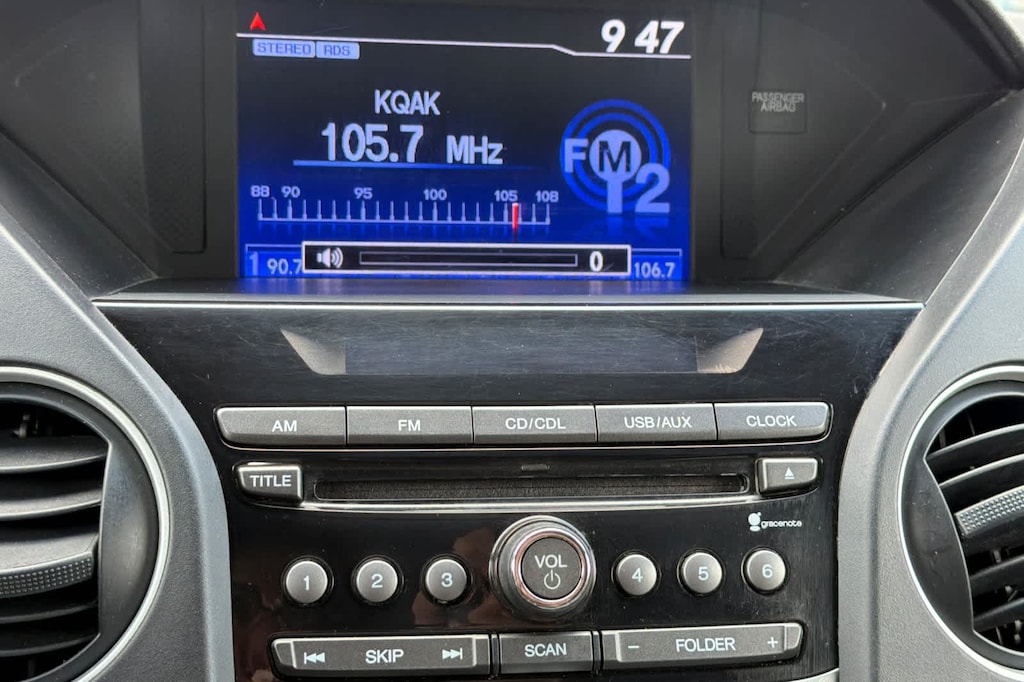 9 47
STEREO RDS
KQAK
105.7 MHz
FM 2
88 90 95 100 105 108
1 90.7 0 106.7
PASSENGER
AIRBAG
AM FM CD/CDL USB/AUX CLOCK
TITLE
gracenote
1 2 3 VOL 4 5 6
SKIP SCAN − FOLDER +